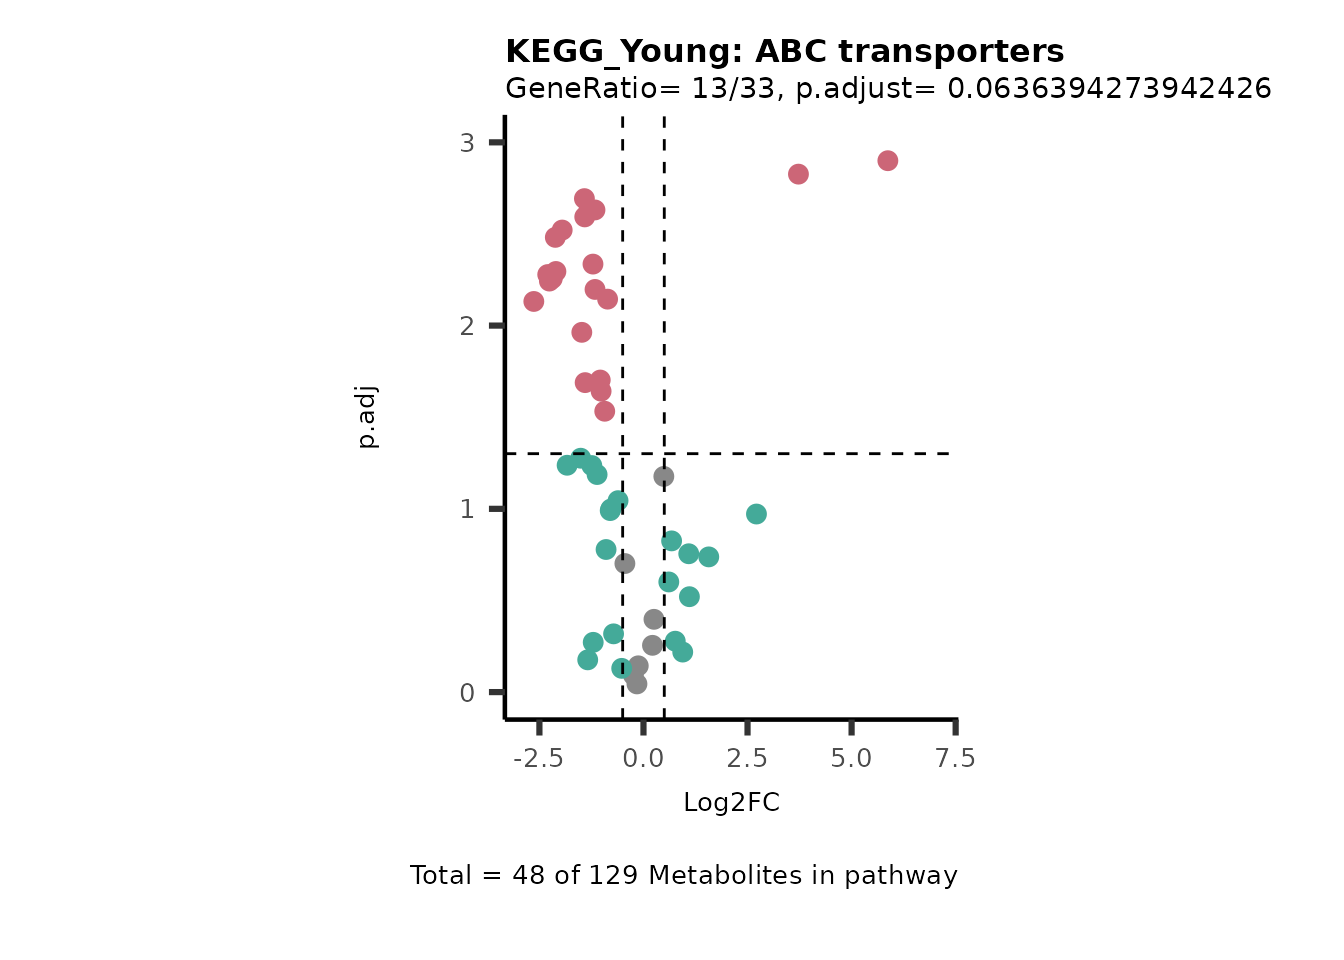 KEGG_Young: ABC transporters
GeneRatio= 13/33, p.adjust= 0.0636394273942426
3
2
1
0
p.adj
-2.5 0.0 2.5 5.0 7.5
Log2FC
Total = 48 of 129 Metabolites in pathway